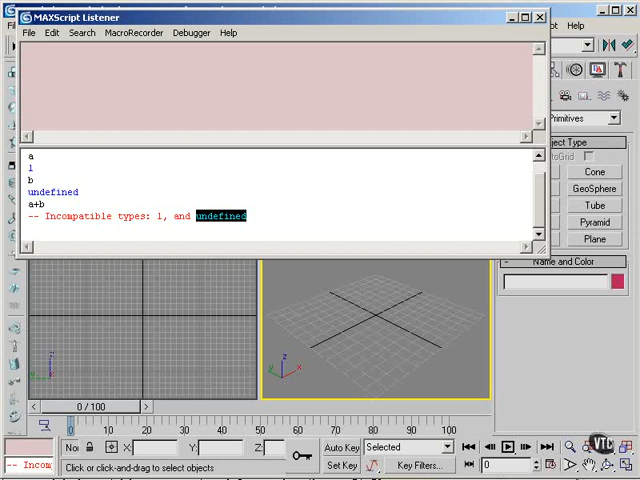 MAXScript Listener
File Edit Search MacroRecorder Debugger Help
a
1
b
undefined
a+b
-- Incompatible types: 1, and undefined
Primitives
Object Type
AutoGrid
Cone
GeoSphere
Tube
Pyramid
Plane
Name and Color
z
x
y
z
0 / 100
0 10 20 30 40 50 60 70 80 90 100
X: Y: Z:
Auto Key Selected
Set Key Key Filters...
-- Incom
Click or click-and-drag to select objects
0
VTC